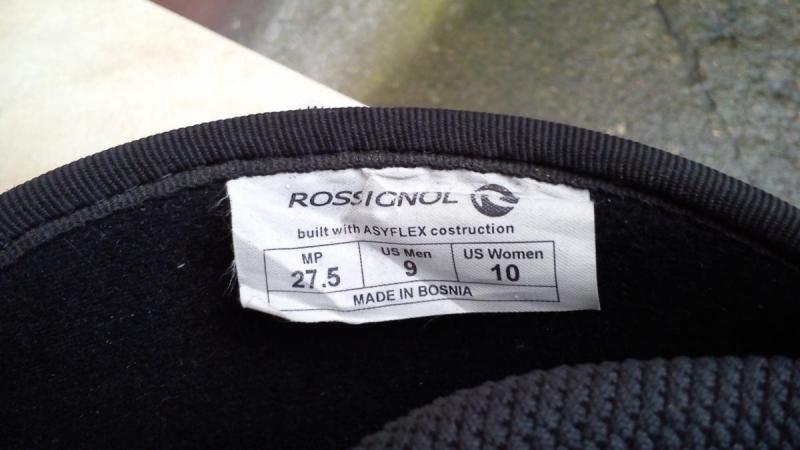 ROSSIGNOL
built with ASYFLEX costruction
MP US Men US Women
27.5 9 10
MADE IN BOSNIA